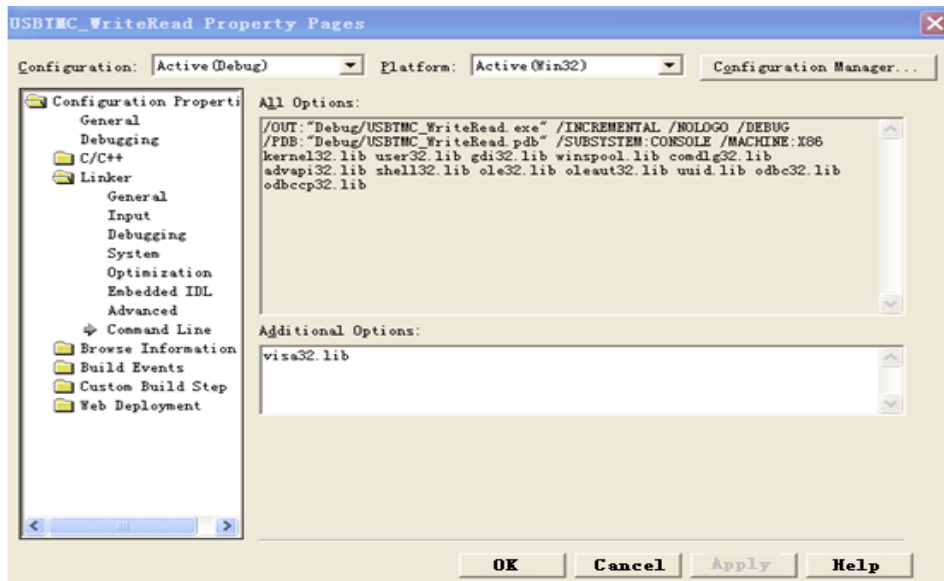 USBTMC_WriteRead Property Pages
Configuration: Active(Debug) Platform: Active(Win32) Configuration Manager...
Configuration Properti
General
Debugging
C/C++
Linker
General
Input
Debugging
System
Optimization
Embedded IDL
Advanced
Command Line
Browse Information
Build Events
Custom Build Step
Web Deployment
All Options:
/OUT:"Debug/USBTMC_WriteRead.exe" /INCREMENTAL /NOLOGO /DEBUG
/PDB:"Debug/USBTMC_WriteRead.pdb" /SUBSYSTEM:CONSOLE /MACHINE:X86
kernel32.lib user32.lib gdi32.lib winspool.lib comdlg32.lib
advapi32.lib shell32.lib ole32.lib oleaut32.lib uuid.lib odbc32.lib
odbccp32.lib
Additional Options:
visa32.lib
OK Cancel Apply Help